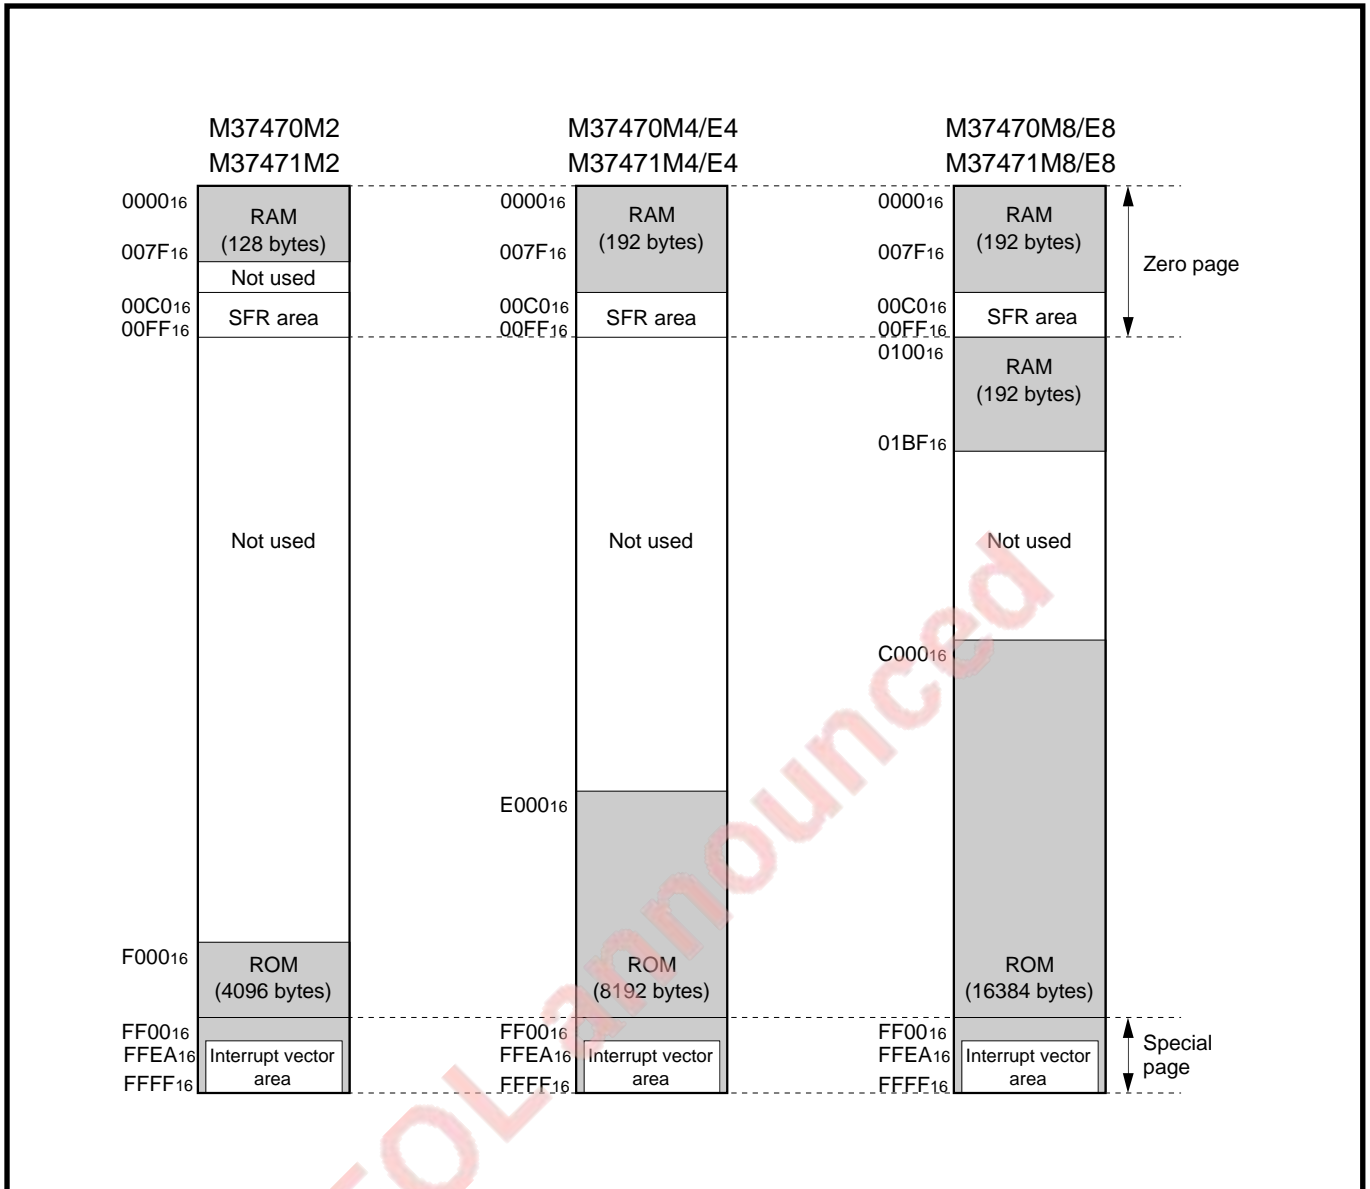 M37470M2
M37471M2
M37470M4/E4
M37471M4/E4
M37470M8/E8
M37471M8/E8
0000₁₆
RAM
(128 bytes)
007F₁₆
Not used
00C0₁₆
SFR area
00FF₁₆
Not used
F000₁₆
ROM
(4096 bytes)
FF00₁₆
FFEA₁₆
Interrupt vector
area
FFFF₁₆
0000₁₆
RAM
(192 bytes)
007F₁₆
00C0₁₆
SFR area
00FF₁₆
Not used
E000₁₆
ROM
(8192 bytes)
FF00₁₆
FFEA₁₆
Interrupt vector
area
FFFF₁₆
0000₁₆
RAM
(192 bytes)
007F₁₆
00C0₁₆
SFR area
00FF₁₆
0100₁₆
RAM
(192 bytes)
01BF₁₆
Not used
C000₁₆
ROM
(16384 bytes)
FF00₁₆
FFEA₁₆
Interrupt vector
area
FFFF₁₆
Zero page
Special
page
EOL announced